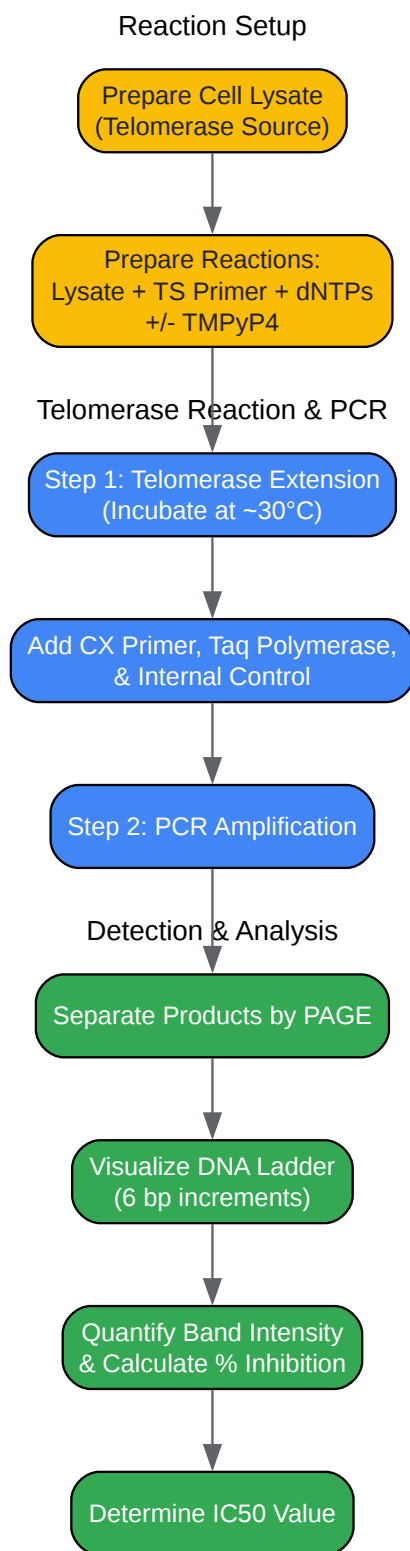 Reaction Setup
Prepare Cell Lysate
(Telomerase Source)
Prepare Reactions:
Lysate + TS Primer + dNTPs
+/- TMPyP4
Telomerase Reaction & PCR
Step 1: Telomerase Extension
(Incubate at ~30°C)
Add CX Primer, Taq Polymerase,
& Internal Control
Step 2: PCR Amplification
Detection & Analysis
Separate Products by PAGE
Visualize DNA Ladder
(6 bp increments)
Quantify Band Intensity
& Calculate % Inhibition
Determine IC50 Value